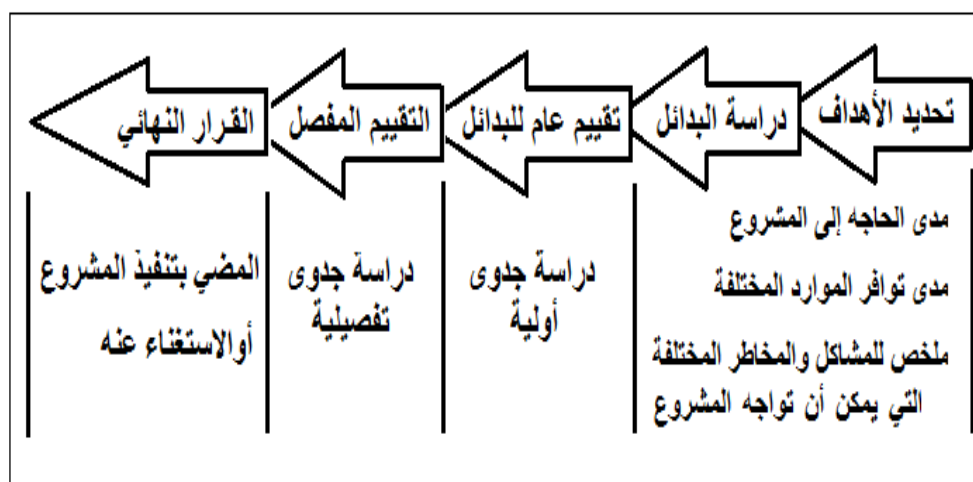 تحديد الأهداف
دراسة البدائل
تقييم عام للبدائل
التقييم المفصل
القرار النهائي
مدى الحاجه إلى المشروع
مدى توافر الموارد المختلفة
ملخص للمشاكل والمخاطر المختلفة
التي يمكن أن تواجه المشروع
دراسة جدوى
أولية
دراسة جدوى
تفصيلية
المضي بتنفيذ المشروع
أوالاستغناء عنه